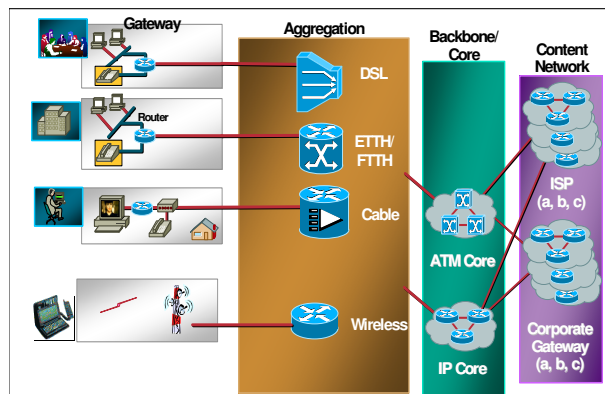 Gateway
Aggregation
Backbone/
Core
Content
Network
DSL
Router
ETTH/
FTTH
ISP
(a, b, c)
Cable
ATM Core
Wireless
Corporate
Gateway
(a, b, c)
IP Core